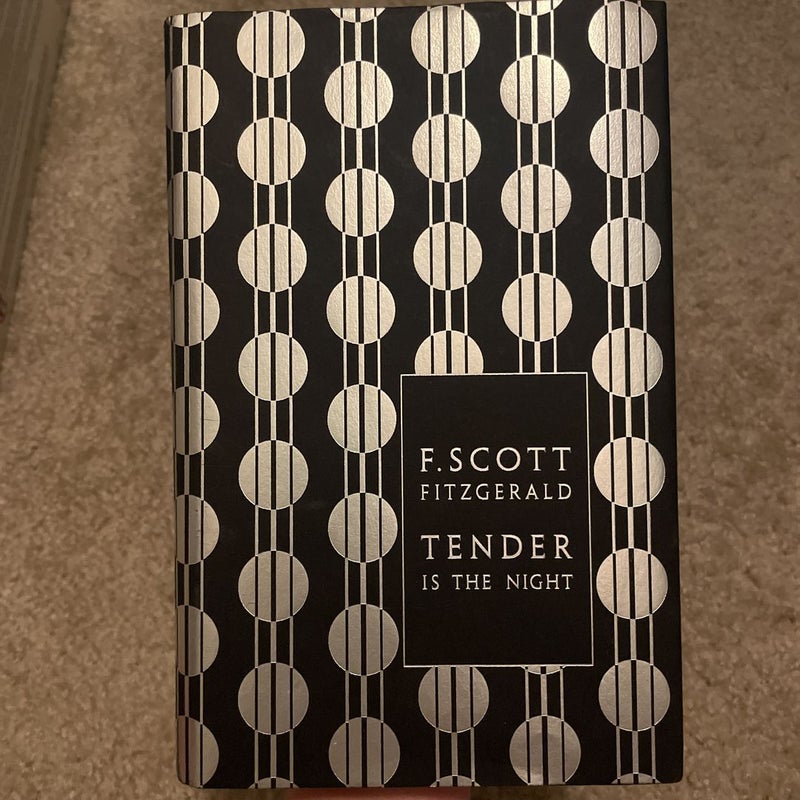 F. SCOTT
FITZGERALD
TENDER
IS THE NIGHT